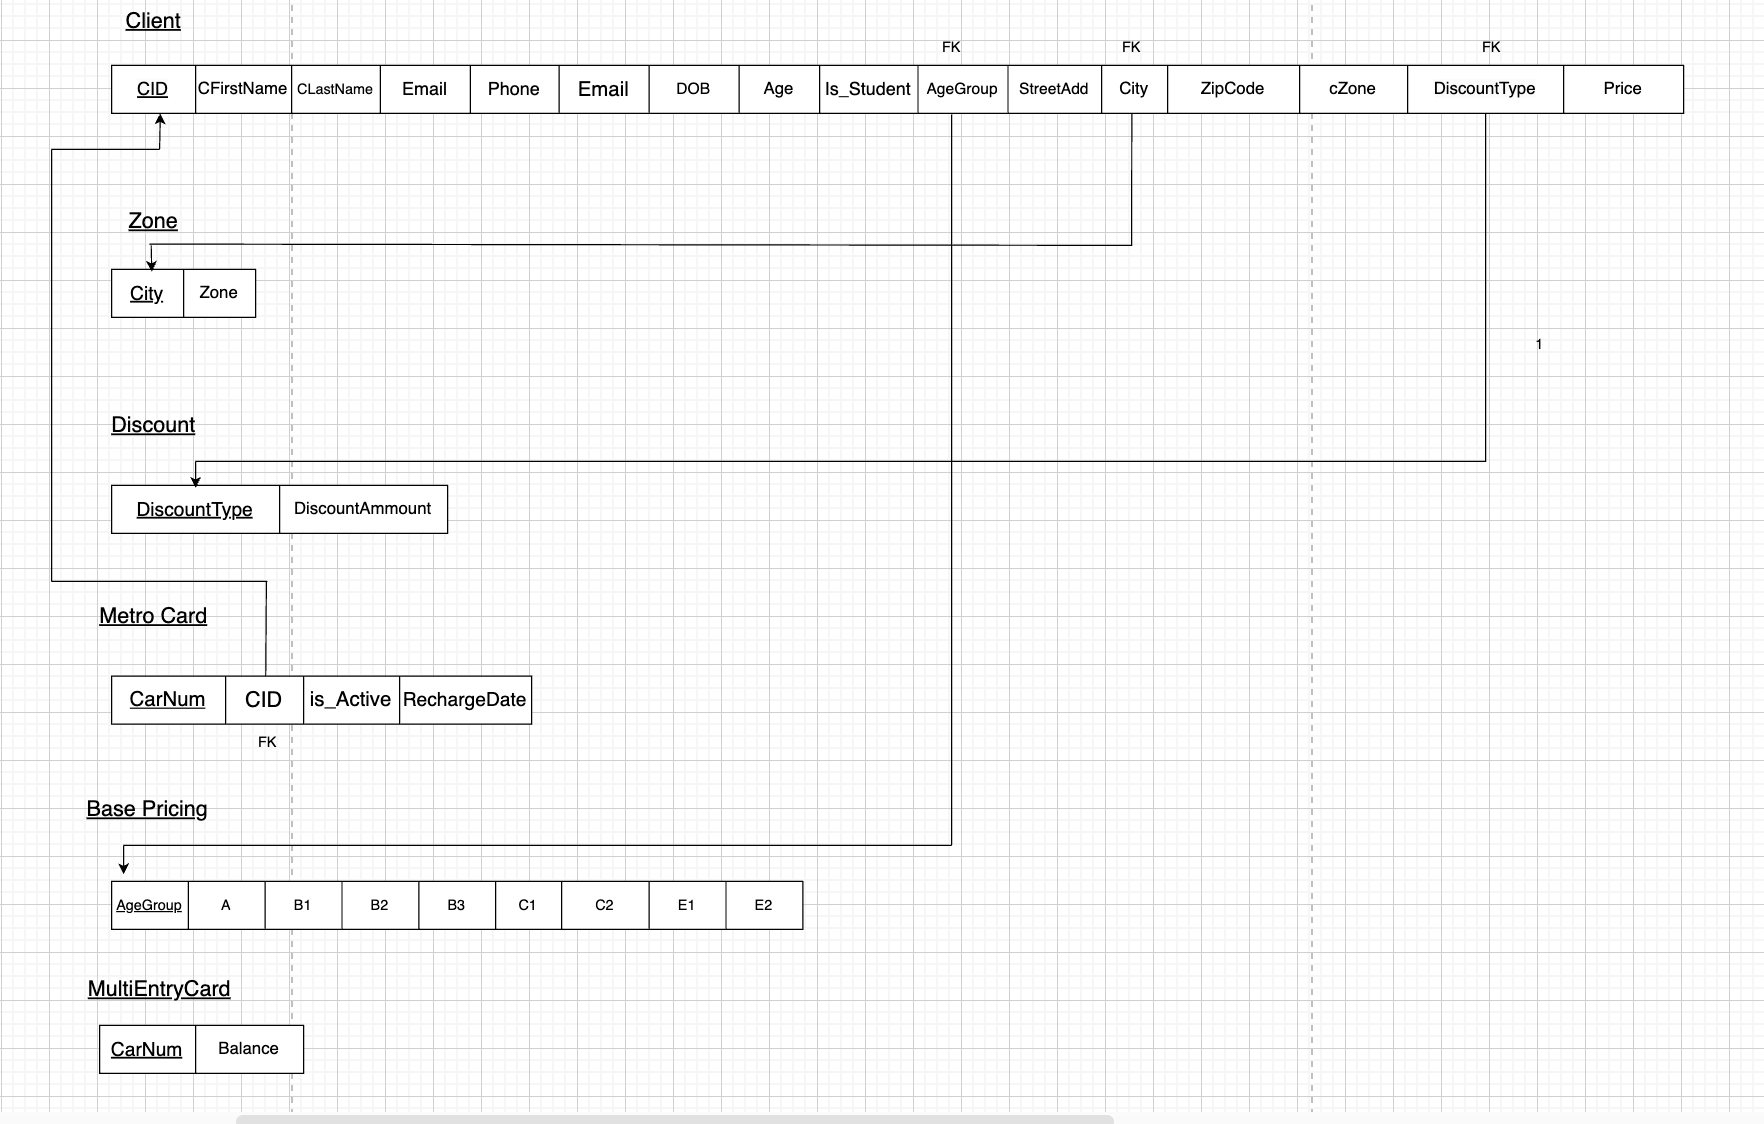 Client
FK FK FK
CID CFirstName CLastName Email Phone Email DOB Age Is_Student AgeGroup StreetAdd City ZipCode cZone DiscountType Price
Zone
City Zone
1
Discount
DiscountType DiscountAmmount
Metro Card
CarNum CID is_Active RechargeDate
FK
Base Pricing
AgeGroup A B1 B2 B3 C1 C2 E1 E2
MultiEntryCard
CarNum Balance